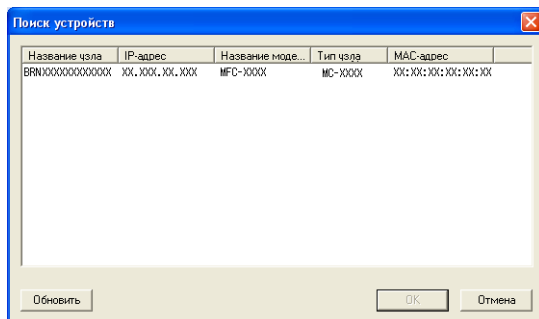 Поиск устройств
Название узла IP-адрес Название моде... Тип узла MAC-адрес
BRNXXXXXXXXXXXX XX.XXX.XX.XXX MFC-XXXX MC-XXXX XX:XX:XX:XX:XX:XX
Обновить OK Отмена